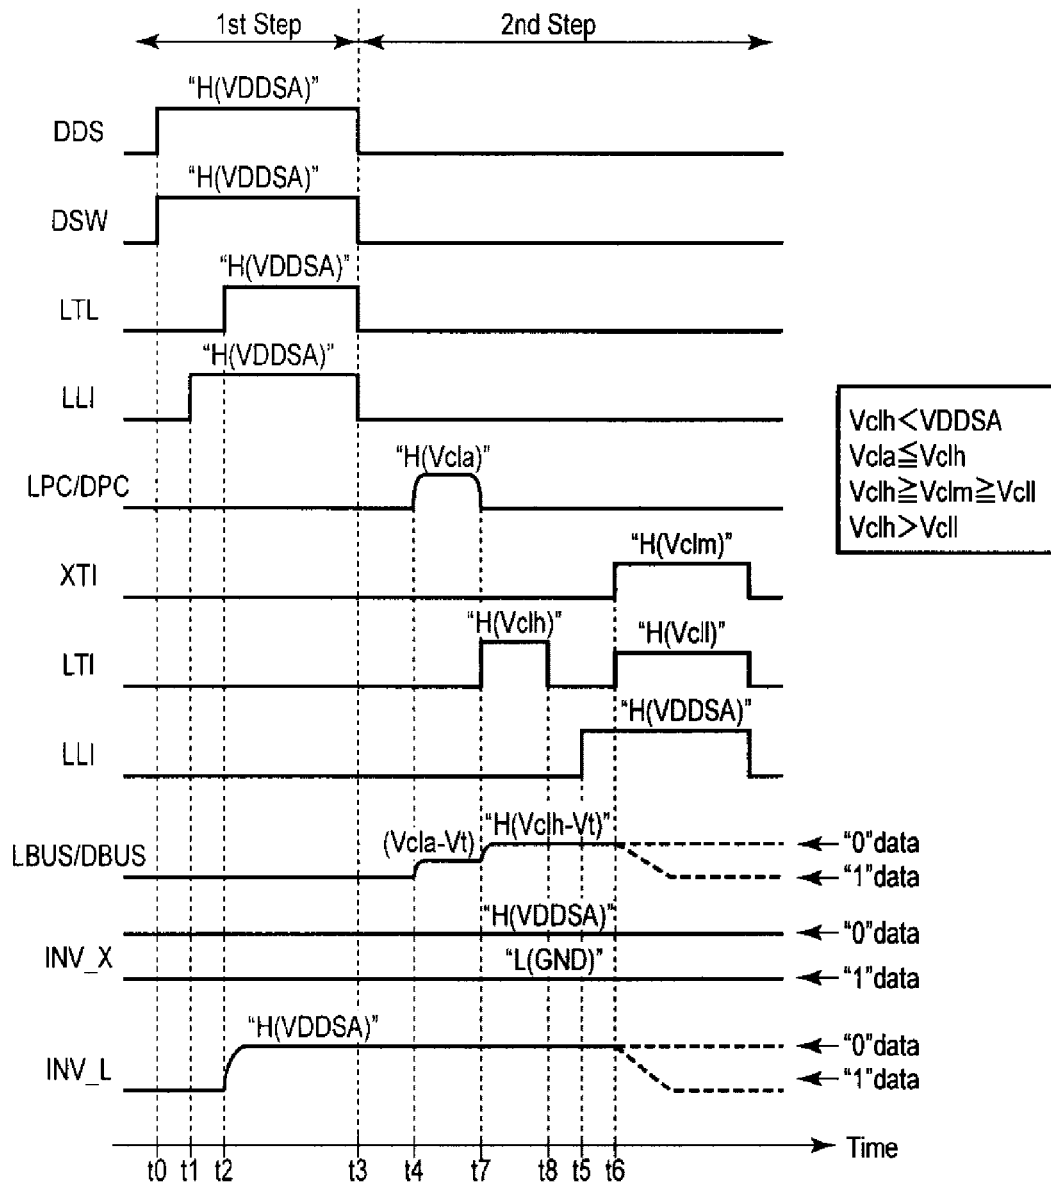 1st Step
2nd Step
DDS
“H(VDDSA)”
DSW
“H(VDDSA)”
LTL
“H(VDDSA)”
LLI
“H(VDDSA)”
Vclh<VDDSA
Vcla≦Vclh
Vclh≧Vclm≧Vcll
Vclh>Vcll
LPC/DPC
“H(Vcla)”
XTI
“H(Vclm)”
LTI
“H(Vclh)”
“H(Vcll)”
LLI
“H(VDDSA)”
LBUS/DBUS
(Vcla-Vt)
“H(Vclh-Vt)”
“0”data
“1”data
INV_X
“H(VDDSA)”
“0”data
“L(GND)”
“1”data
INV_L
“H(VDDSA)”
“0”data
“1”data
Time
t0 t1 t2 t3 t4 t7 t8 t5 t6